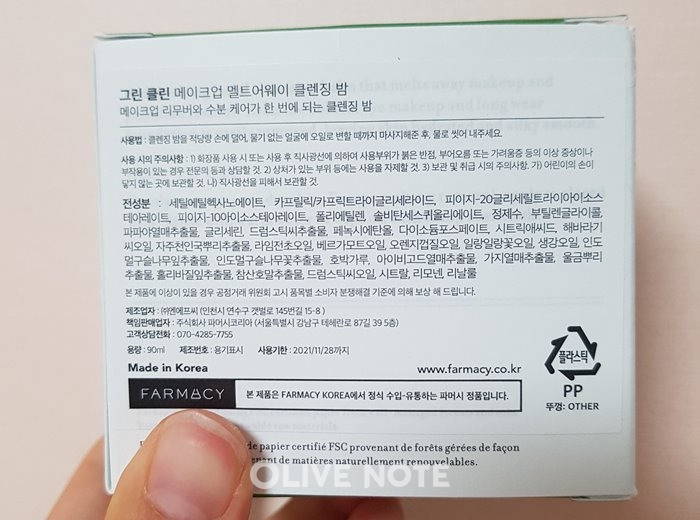 그린 클린 메이크업 멜트어웨이 클렌징 밤
메이크업 리무버와 수분 케어가 한 번에 되는 클렌징 밤
사용법 : 클렌징 밤을 적당량 손에 덜어, 물기 없는 얼굴에 오일로 변할 때까지 마사지해준 후, 물로 씻어 내주세요.
사용 시의 주의사항 : 1) 화장품 사용 시 또는 사용 후 직사광선에 의하여 사용부위가 붉은 반점, 부어오름 또는 가려움증 등의 이상 증상이나
부작용이 있는 경우 전문의 등과 상담할 것. 2) 상처가 있는 부위 등에는 사용을 자제할 것. 3) 보관 및 취급 시의 주의사항. 가) 어린이의 손이
닿지 않는 곳에 보관할 것. 나) 직사광선을 피해서 보관할 것.
전성분 : 세틸에틸헥사노에이트, 카프릴릭/카프릭트라이글리세라이드, 피이지-20글리세릴트라이아이소스
테아레이트, 피이지-10아이소스테아레이트, 폴리에틸렌, 솔비탄세스퀴올리에이트, 정제수, 부틸렌글라이콜,
파파야열매추출물, 글리세린, 드럼스틱씨추출물, 페녹시에탄올, 다이소듐포스페이트, 시트릭애씨드, 해바라기
씨오일, 자주천인국뿌리추출물, 라임전초오일, 베르가모트오일, 오렌지껍질오일, 일랑일랑꽃오일, 생강오일, 인도
멀구슬나무잎추출물, 인도멀구슬나무꽃추출물, 호박가루, 아이비고드열매추출물, 가지열매추출물, 울금뿌리
추출물, 홀리바질잎추출물, 참산호말추출물, 드럼스틱씨오일, 시트랄, 리모넨, 리날룰
본 제품에 이상이 있을 경우 공정거래 위원회 고시 품목별 소비자 분쟁해결 기준에 의해 보상 해 드립니다.
제조업자 : ㈜엔에프씨 (인천시 연수구 갯벌로 145번길 15-8 )
책임판매업자 : 주식회사 파머시코리아 (서울특별시 강남구 테헤란로 87길 39 5층)
고객상담전화 : 070-4285-7755
용량 : 90ml 제조번호 : 용기표시 사용기한 : 2021/11/28까지
Made in Korea
www.farmacy.co.kr
FARMACY
본 제품은 FARMACY KOREA에서 정식 수입·유통하는 파머시 정품입니다.
플라스틱
PP
뚜껑: OTHER
de papier certifié FSC provenant de forêts gérées de façon
de matières naturellement renouvelables.
OLIVE NOTE